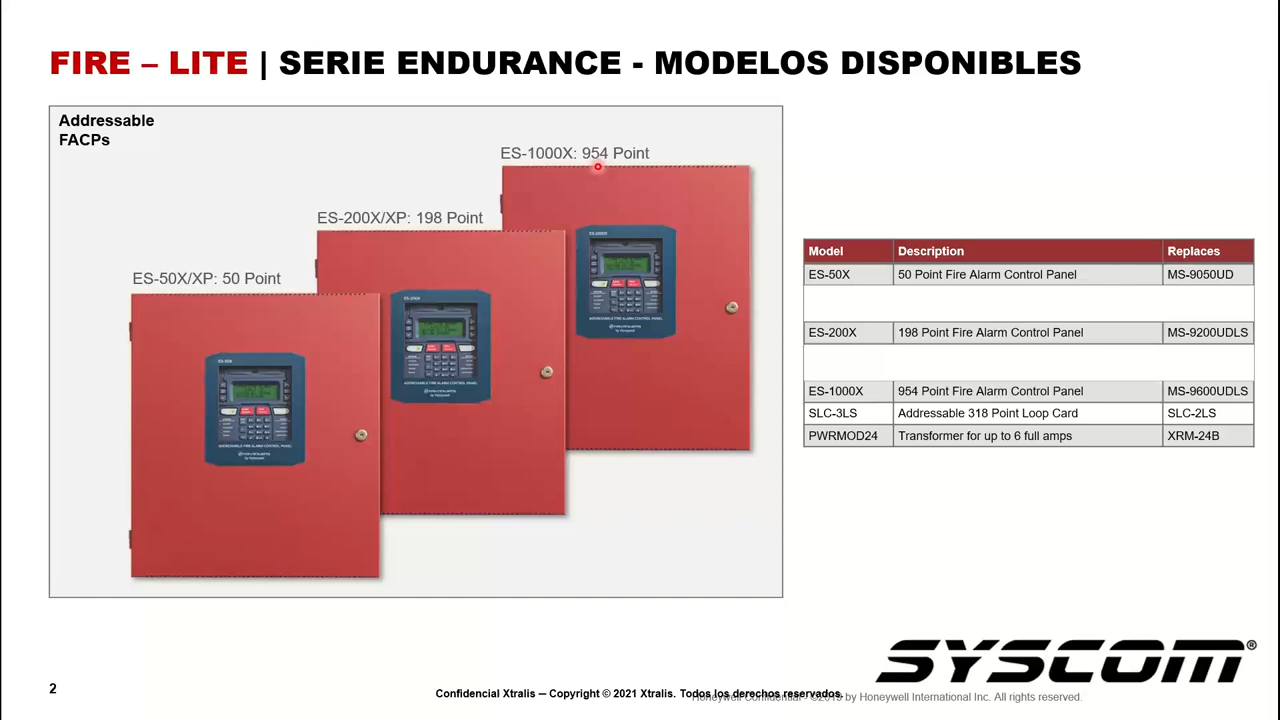 FIRE – LITE | SERIE ENDURANCE - MODELOS DISPONIBLES
Addressable
FACPs
ES-1000X: 954 Point
ES-200X/XP: 198 Point
ES-50X/XP: 50 Point
Model Description Replaces
ES-50X 50 Point Fire Alarm Control Panel MS-9050UD
ES-200X 198 Point Fire Alarm Control Panel MS-9200UDLS
ES-1000X 954 Point Fire Alarm Control Panel MS-9600UDLS
SLC-3LS Addressable 318 Point Loop Card SLC-2LS
PWRMOD24 Transformer for up to 6 full amps XRM-24B
SYSCOM®
2
Confidencial Xtralis — Copyright © 2021 Xtralis. Todos los derechos reservados.
Honeywell Confidential - by Honeywell International Inc. All rights reserved.